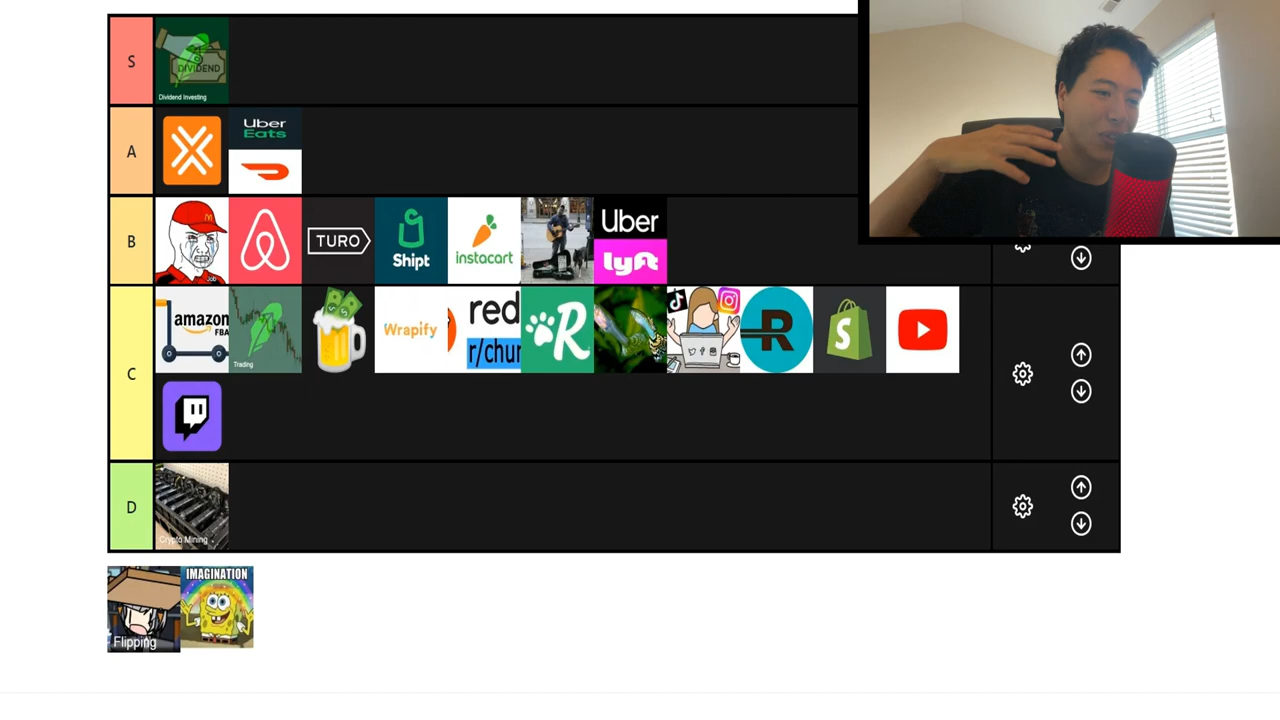 S
DIVIDEND
Dividend Investing
A
Uber
Eats
B
Job
TURO
Shipt
instacart
Uber
lyft
C
amazon
FBA
Trading
Wrapify
red
r/chur
R
R
S
D
Crypto Mining
Flipping
IMAGINATION